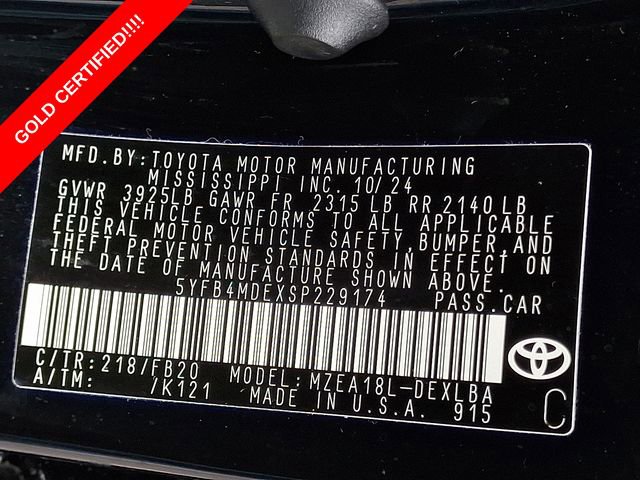 GOLD CERTIFIED!!!!
MFD. BY: TOYOTA MOTOR MANUFACTURING
MISSISSIPPI INC. 10/24
GVWR 3925LB GAWR FR 2315 LB RR 2140 LB
THIS VEHICLE CONFORMS TO ALL APPLICABLE
FEDERAL MOTOR VEHICLE SAFETY, BUMPER, AND
THEFT PREVENTION STANDARDS IN EFFECT ON
THE DATE OF MANUFACTURE SHOWN ABOVE.
5YFB4MDEXSP229174 PASS. CAR
C/TR: 218/FB20 MODEL: MZEA18L-DEXLBA
A/TM: /K121 MADE IN U.S.A. 915
C